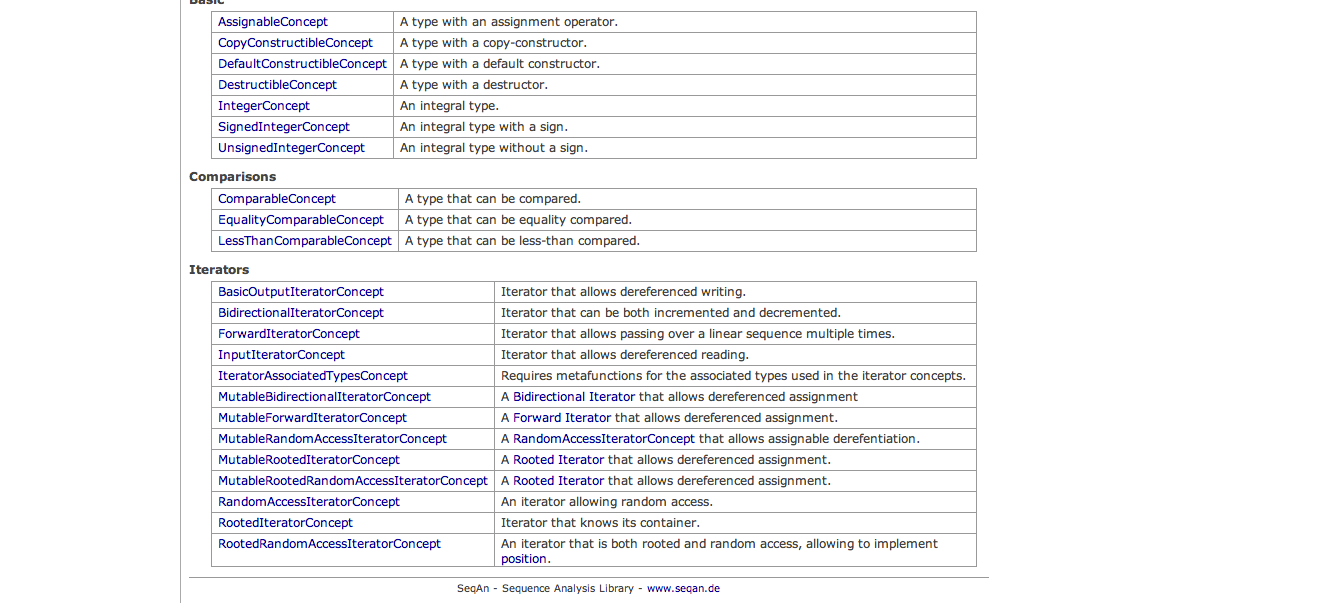 Basic
AssignableConcept A type with an assignment operator.
CopyConstructibleConcept A type with a copy-constructor.
DefaultConstructibleConcept A type with a default constructor.
DestructibleConcept A type with a destructor.
IntegerConcept An integral type.
SignedIntegerConcept An integral type with a sign.
UnsignedIntegerConcept An integral type without a sign.
Comparisons
ComparableConcept A type that can be compared.
EqualityComparableConcept A type that can be equality compared.
LessThanComparableConcept A type that can be less-than compared.
Iterators
BasicOutputIteratorConcept Iterator that allows dereferenced writing.
BidirectionalIteratorConcept Iterator that can be both incremented and decremented.
ForwardIteratorConcept Iterator that allows passing over a linear sequence multiple times.
InputIteratorConcept Iterator that allows dereferenced reading.
IteratorAssociatedTypesConcept Requires metafunctions for the associated types used in the iterator concepts.
MutableBidirectionalIteratorConcept A Bidirectional Iterator that allows dereferenced assignment
MutableForwardIteratorConcept A Forward Iterator that allows dereferenced assignment.
MutableRandomAccessIteratorConcept A RandomAccessIteratorConcept that allows assignable derefentiation.
MutableRootedIteratorConcept A Rooted Iterator that allows dereferenced assignment.
MutableRootedRandomAccessIteratorConcept A Rooted Iterator that allows dereferenced assignment.
RandomAccessIteratorConcept An iterator allowing random access.
RootedIteratorConcept Iterator that knows its container.
RootedRandomAccessIteratorConcept An iterator that is both rooted and random access, allowing to implement
position.
SeqAn - Sequence Analysis Library - www.seqan.de